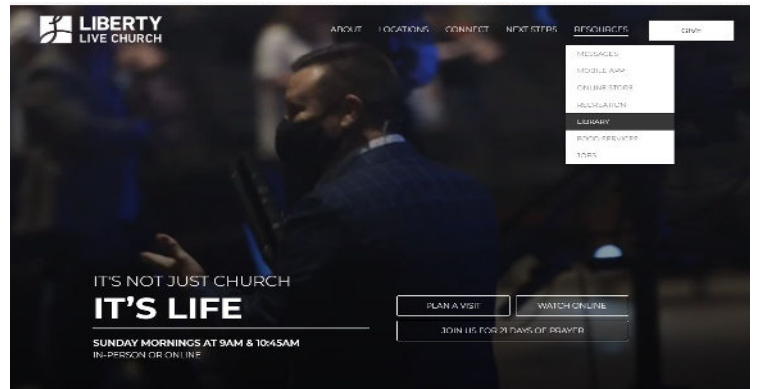 LIBERTY
LIVE CHURCH
ABOUT LOCATIONS CONNECT NEXT STEPS RESOURCES GIVE
MESSAGES
MOBILE APP
ONLINE STORE
RECREATION
LIBRARY
FOOD SERVICES
JOBS
IT'S NOT JUST CHURCH
IT'S LIFE
PLAN A VISIT WATCH ONLINE
JOIN US FOR 21 DAYS OF PRAYER
SUNDAY MORNINGS AT 9AM & 10:45AM
IN-PERSON OR ONLINE